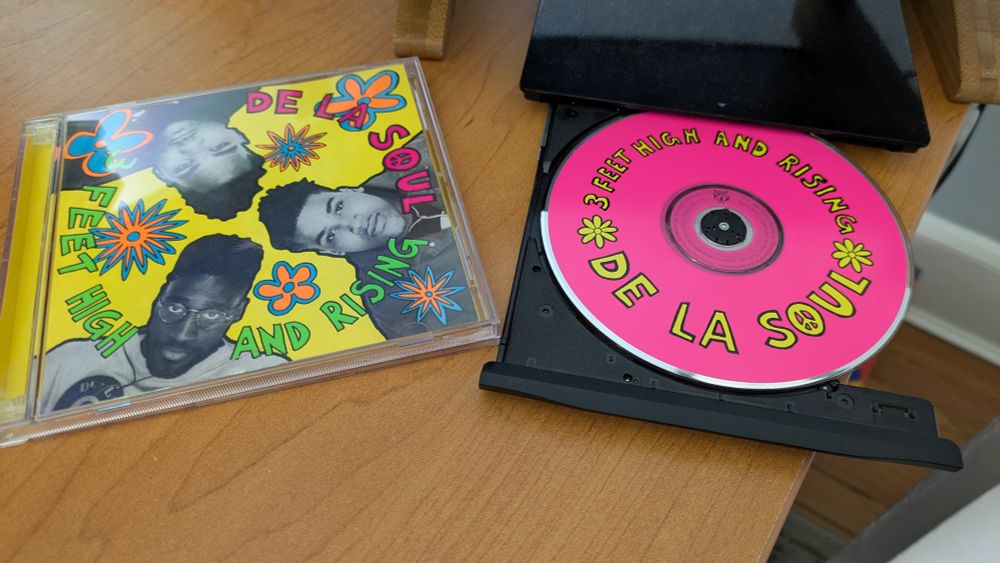 DE LA SOUL
3 FEET HIGH AND RISING
3 FEET HIGH AND RISING
DE LA SOUL